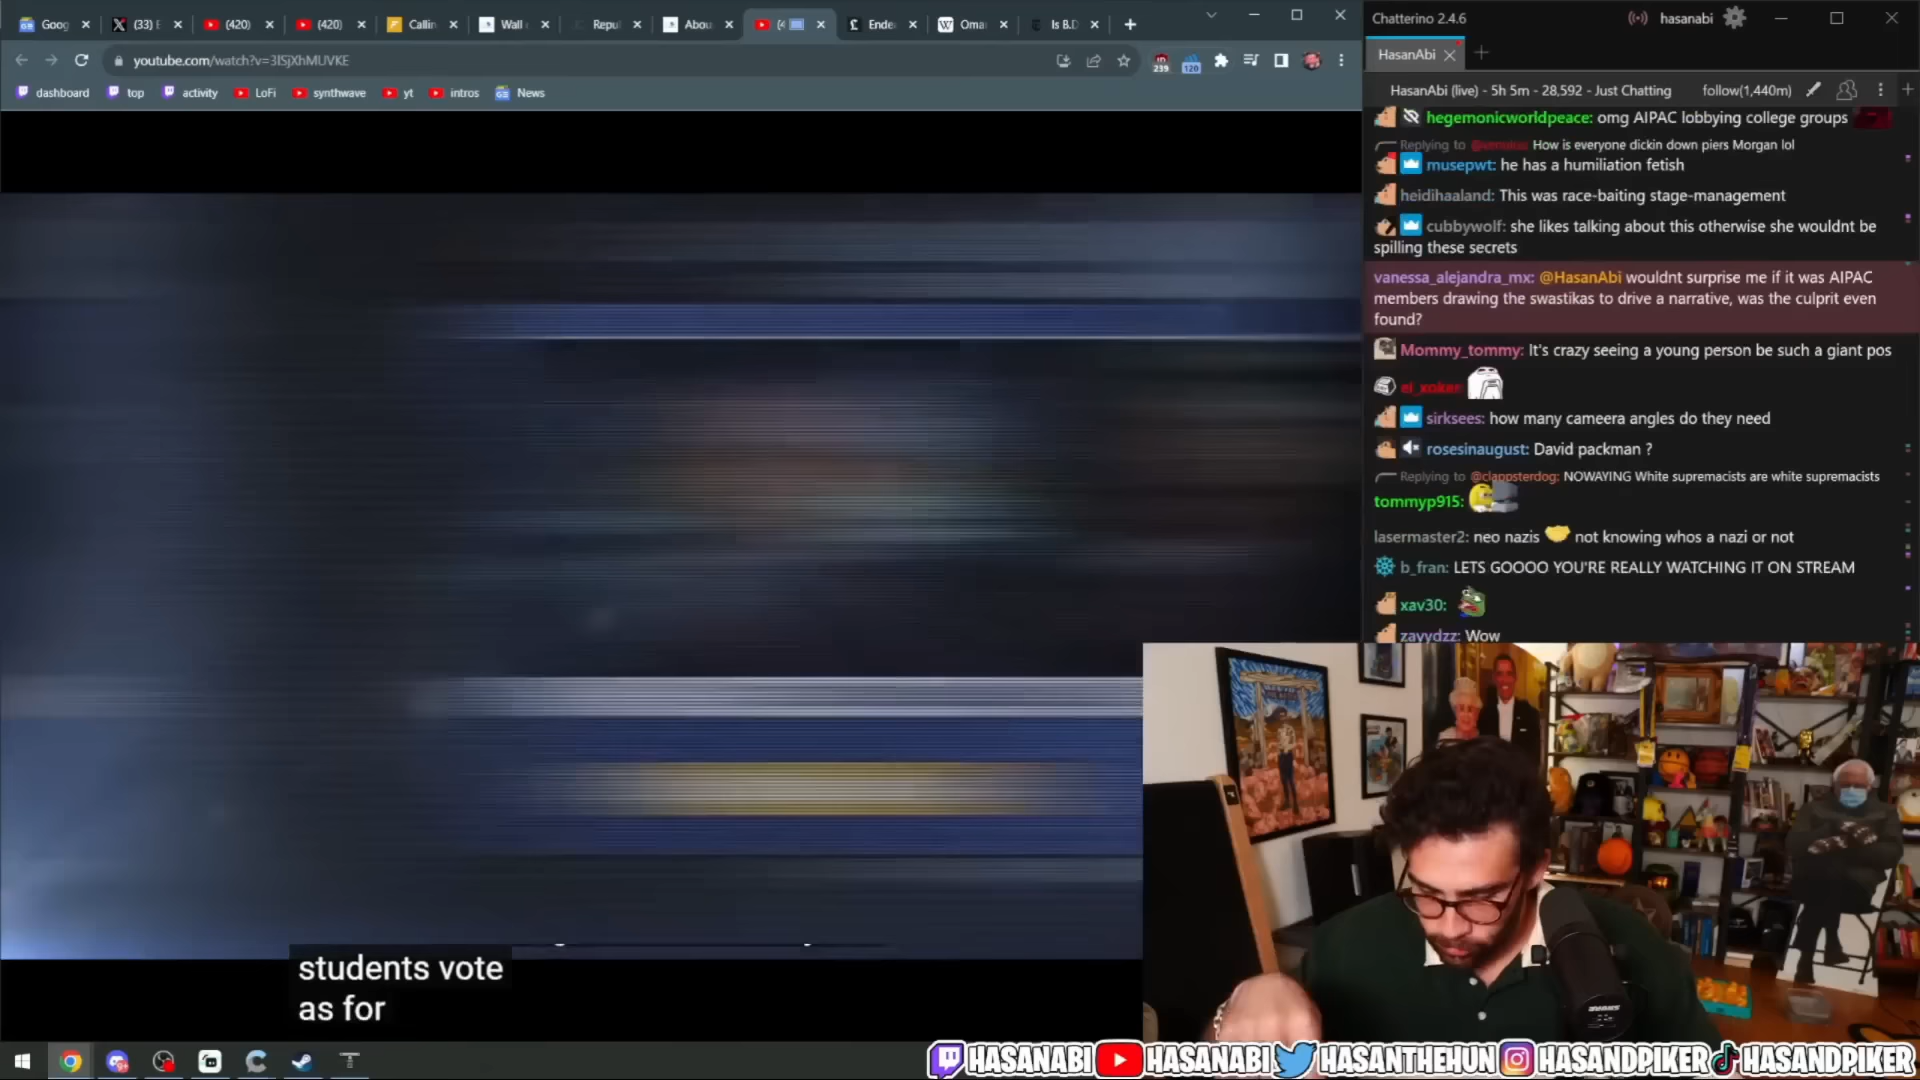 Goog
(33) E
(420)
(420)
Callin
Wall
Repul
Abou
Ende
W Oma
Is B.D
Chatterino 2.4.6
hasanabi
youtube.com/watch?v=3ISjXhMUVKE
239
120
HasanAbi
dashboard
top
activity
LoFi
synthwave
yt
intros
News
HasanAbi (live) - 5h 5m - 28,592 - Just Chatting
follow(1,440m)
hegemonicworldpeace: omg AIPAC lobbying college groups
Replying to How is everyone dickin down piers Morgan lol
musepwt: he has a humiliation fetish
heidihaaland: This was race-baiting stage-management
cubbywolf: she likes talking about this otherwise she wouldnt be
spilling these secrets
vanessa_alejandra_mx: @HasanAbi wouldnt surprise me if it was AIPAC
members drawing the swastikas to drive a narrative, was the culprit even
found?
Mommy_tommy: It's crazy seeing a young person be such a giant pos
el_xoker
sirksees: how many cameera angles do they need
rosesinaugust: David packman ?
Replying to @clappsterdog: NOWAYING White supremacists are white supremacists
tommyp915:
lasermaster2: neo nazis not knowing whos a nazi or not
b_fran: LETS GOOOO YOU'RE REALLY WATCHING IT ON STREAM
xav30:
zayydzz: Wow
students vote
as for
HASANABI HASANABI HASANTHEHUN HASANDPIKER HASANDPIKER